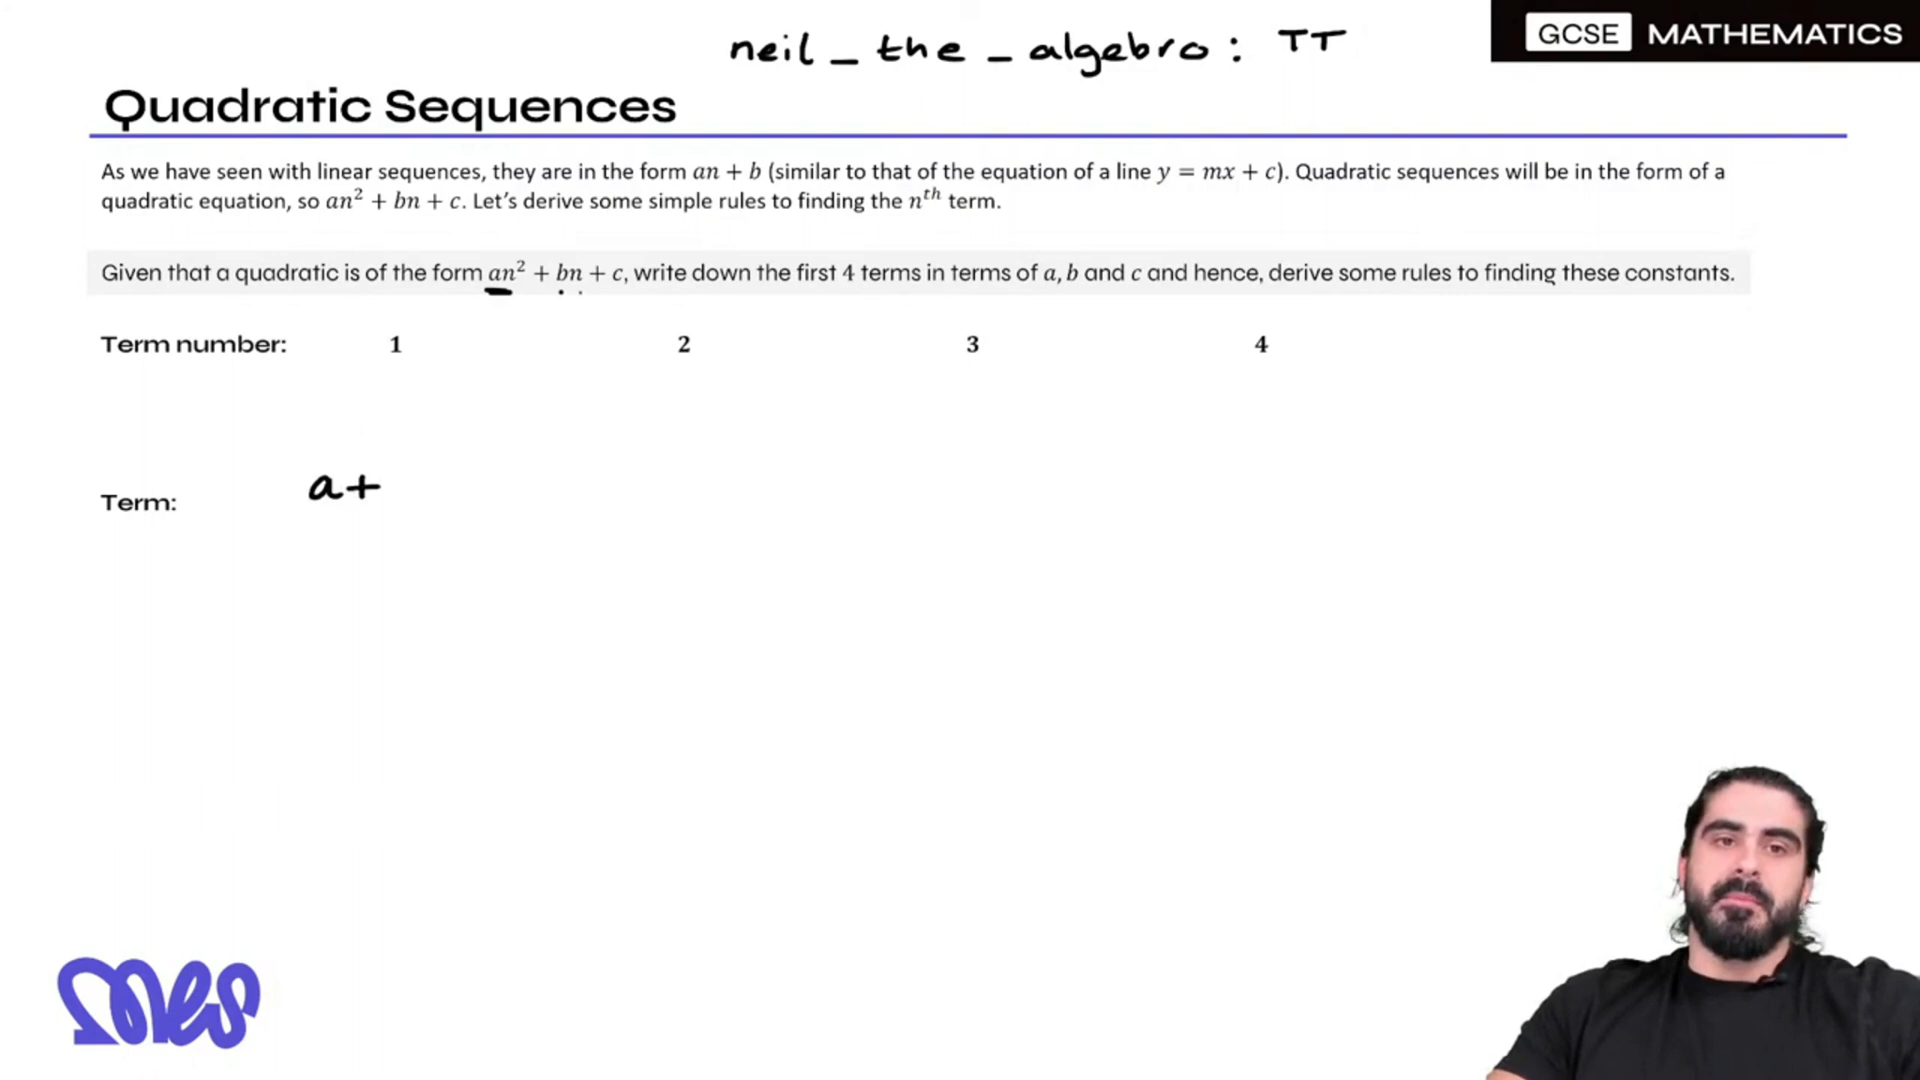 neil_the_algebro: TT
GCSE MATHEMATICS
Quadratic Sequences
As we have seen with linear sequences, they are in the form an + b (similar to that of the equation of a line y = mx + c). Quadratic sequences will be in the form of a
quadratic equation, so an² + bn + c. Let's derive some simple rules to finding the nᵗʰ term.
Given that a quadratic is of the form an² + bn + c, write down the first 4 terms in terms of a, b and c and hence, derive some rules to finding these constants.
Term number: 1 2 3 4
Term: a+